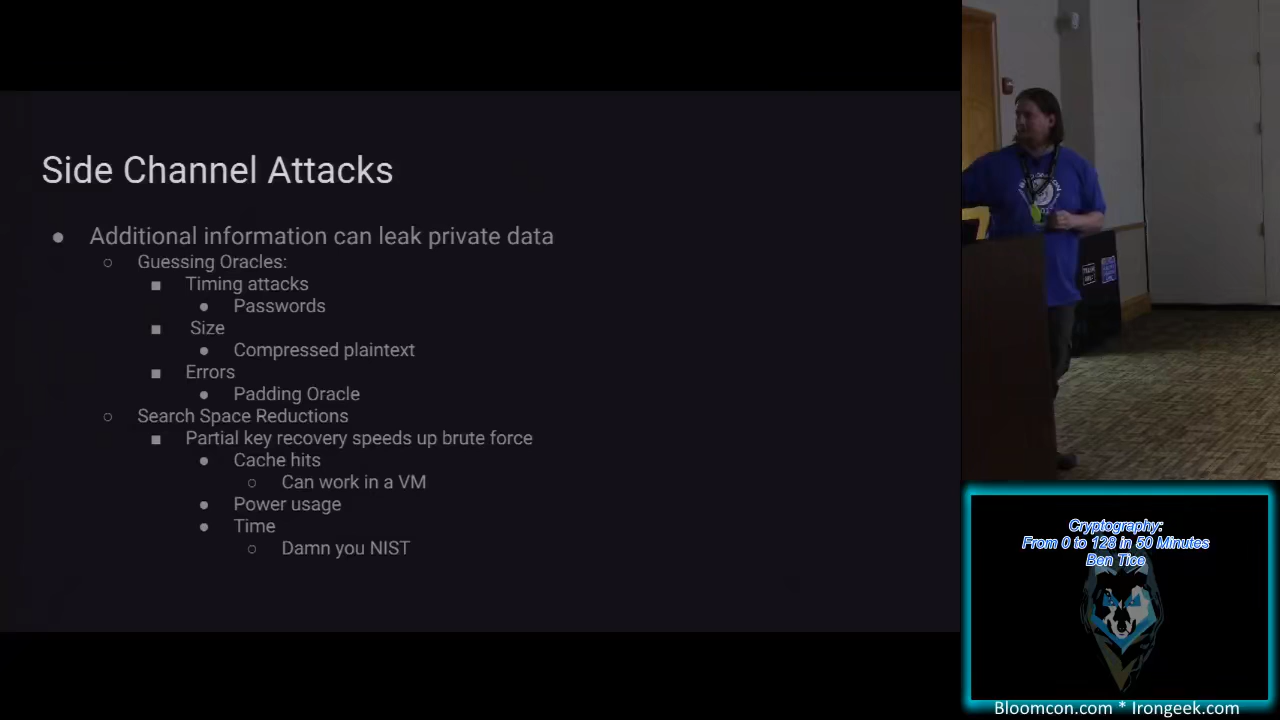 Side Channel Attacks
● Additional information can leak private data
○ Guessing Oracles:
■ Timing attacks
● Passwords
■ Size
● Compressed plaintext
■ Errors
● Padding Oracle
○ Search Space Reductions
■ Partial key recovery speeds up brute force
● Cache hits
○ Can work in a VM
● Power usage
● Time
○ Damn you NIST
Cryptography:
From 0 to 128 in 50 Minutes
Ben Tice
Bloomcon.com * Irongeek.com